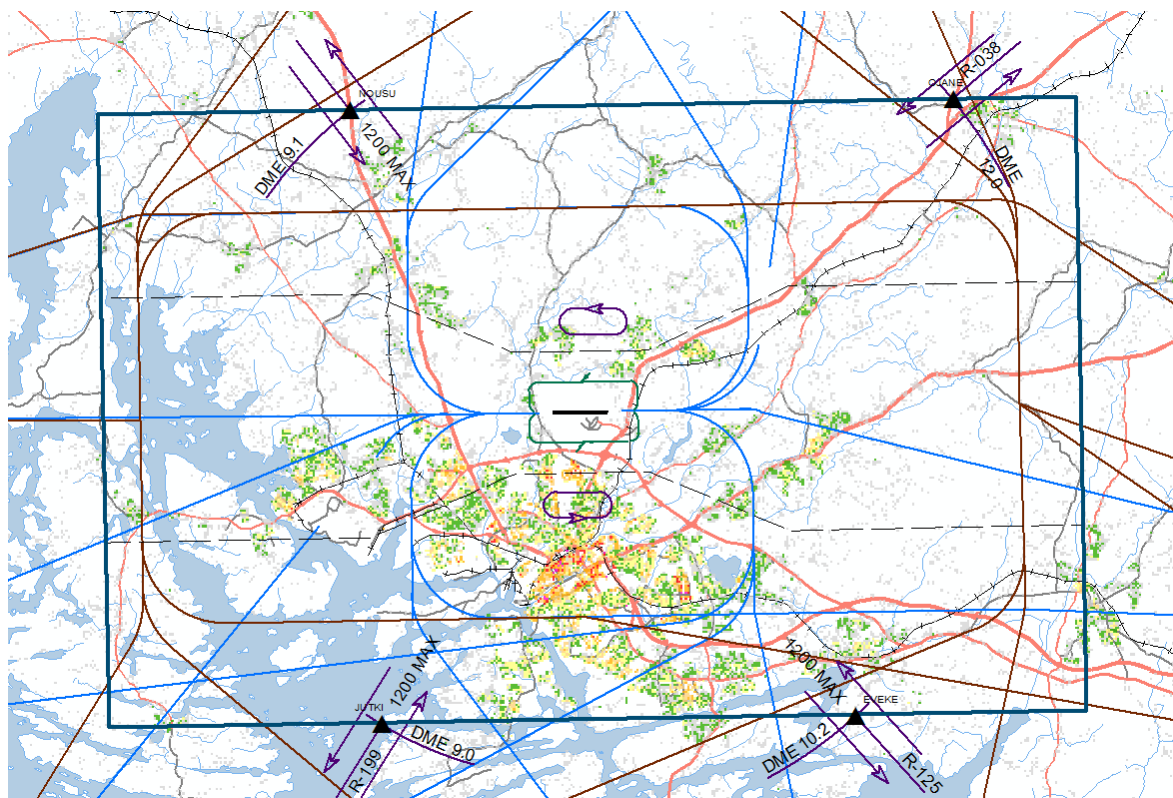 NOUSU
DME 9.1
1200 MAX
OJANE
R-038
DME
12.0
JUTKI
1200 MAX
DME 9.0
R-199
1200 MAX
EVEKE
DME 10.2
R-125